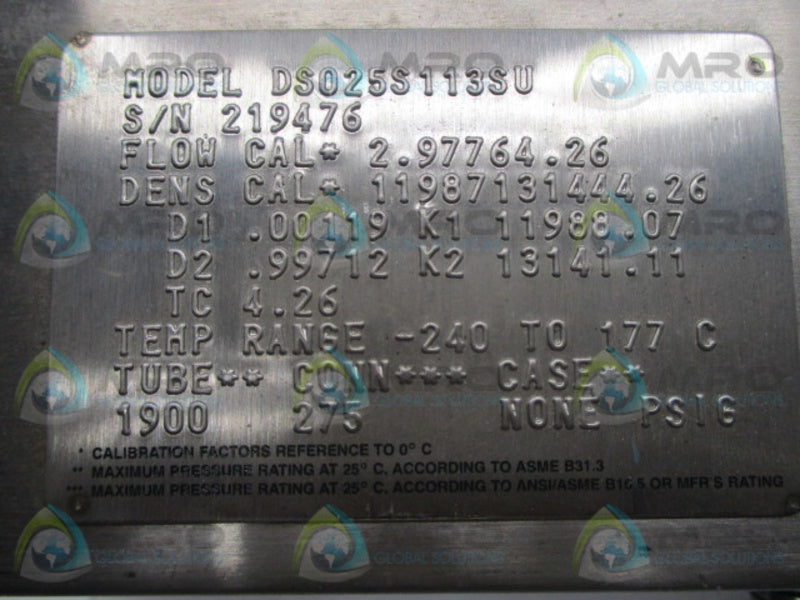 MODEL DS025S113SU
S/N 219476
FLOW CAL* 2.97764.26
DENS CAL* 11987131444.26
D1 .00119 K1 11988.07
D2 .99712 K2 13141.11
TC 4.26
TEMP RANGE -240 TO 177 C
TUBE** CONN*** CASE**
1900 275 NONE PSIG
* CALIBRATION FACTORS REFERENCE TO 0° C
** MAXIMUM PRESSURE RATING AT 25° C. ACCORDING TO ASME B31.3
*** MAXIMUM PRESSURE RATING AT 25° C. ACCORDING TO ANSI/ASME B16.5 OR MFR'S RATING
MRO
GLOBAL SOLUTIONS